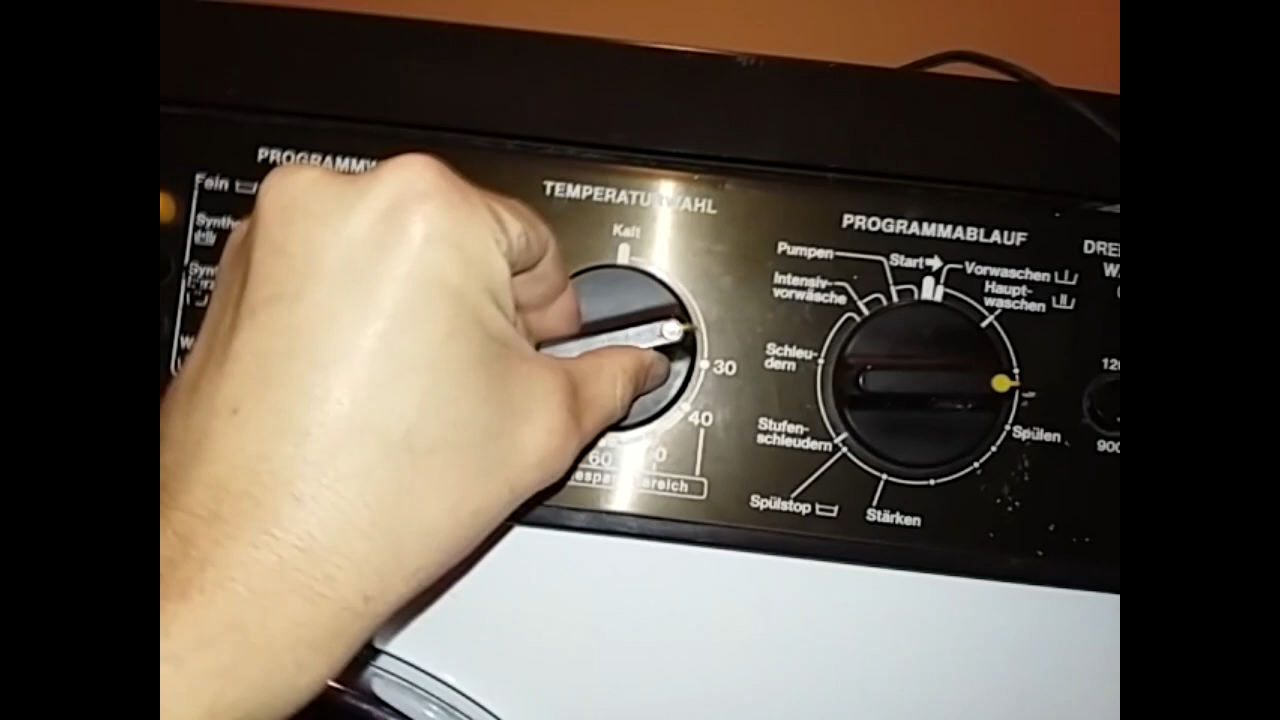 PROGRAMMW
Fein
TEMPERATURWAHL
Kalt
30
40
60
PROGRAMMABLAUF
Pumpen
Start
Vorwaschen
Haupt-
waschen
Intensiv-
vorwäsche
Schleu-
dern
Stufen-
schleudern
Spülstop
Stärken
Spülen
900